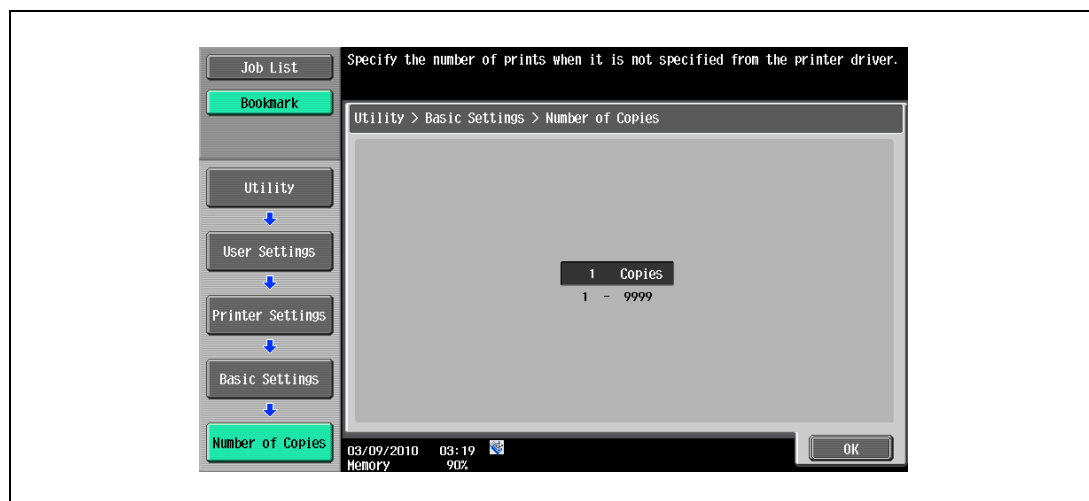 Job List
Bookmark
Utility
User Settings
Printer Settings
Basic Settings
Number of Copies
Specify the number of prints when it is not specified from the printer driver.
Utility > Basic Settings > Number of Copies
1 Copies
1 - 9999
03/09/2010 03:19
Memory 90%
OK